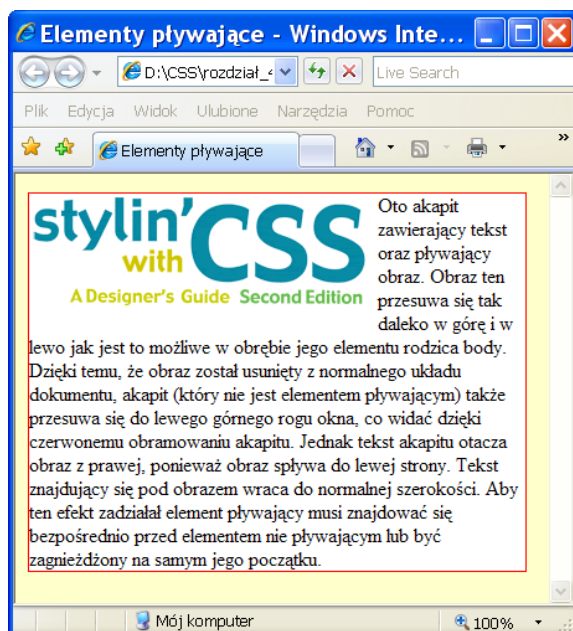 Elementy pływające - Windows Inte...
D:\CSS\rozdział_4
Live Search
Plik Edycja Widok Ulubione Narzędzia Pomoc
Elementy pływające
»
stylin' with CSS
A Designer's Guide Second Edition
Oto akapit
zawierający tekst
oraz pływający
obraz. Obraz ten
przesuwa się tak
daleko w górę i w
lewo jak jest to możliwe w obrębie jego elementu rodzica body.
Dzięki temu, że obraz został usunięty z normalnego układu
dokumentu, akapit (który nie jest elementem pływającym) także
przesuwa się do lewego górnego rogu okna, co widać dzięki
czerwonemu obramowaniu akapitu. Jednak tekst akapitu otacza
obraz z prawej, ponieważ obraz spływa do lewej strony. Tekst
znajdujący się pod obrazem wraca do normalnej szerokości. Aby
ten efekt zadziałał element pływający musi znajdować się
bezpośrednio przed elementem nie pływającym lub być
zagnieżdżony na samym jego początku.
Mój komputer
100%